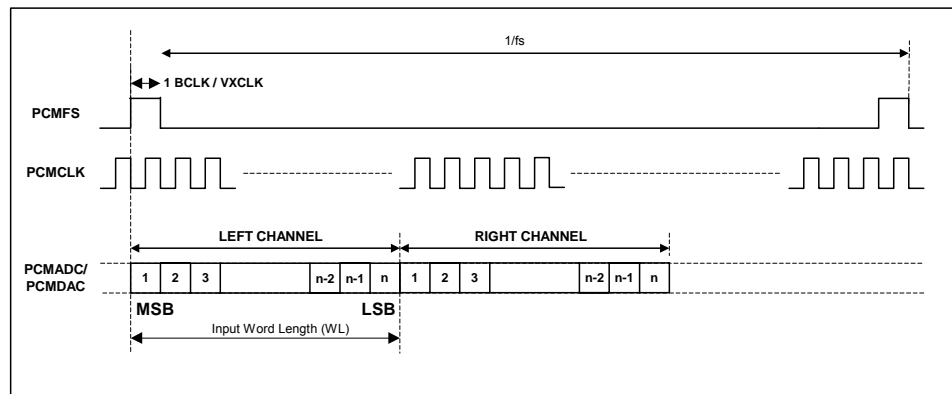 1/fs
1 BCLK / VXCLK
PCMFS
PCMCLK
LEFT CHANNEL RIGHT CHANNEL
PCMADC/
PCMDAC
1 2 3 n-2 n-1 n 1 2 3 n-2 n-1 n
MSB LSB
Input Word Length (WL)